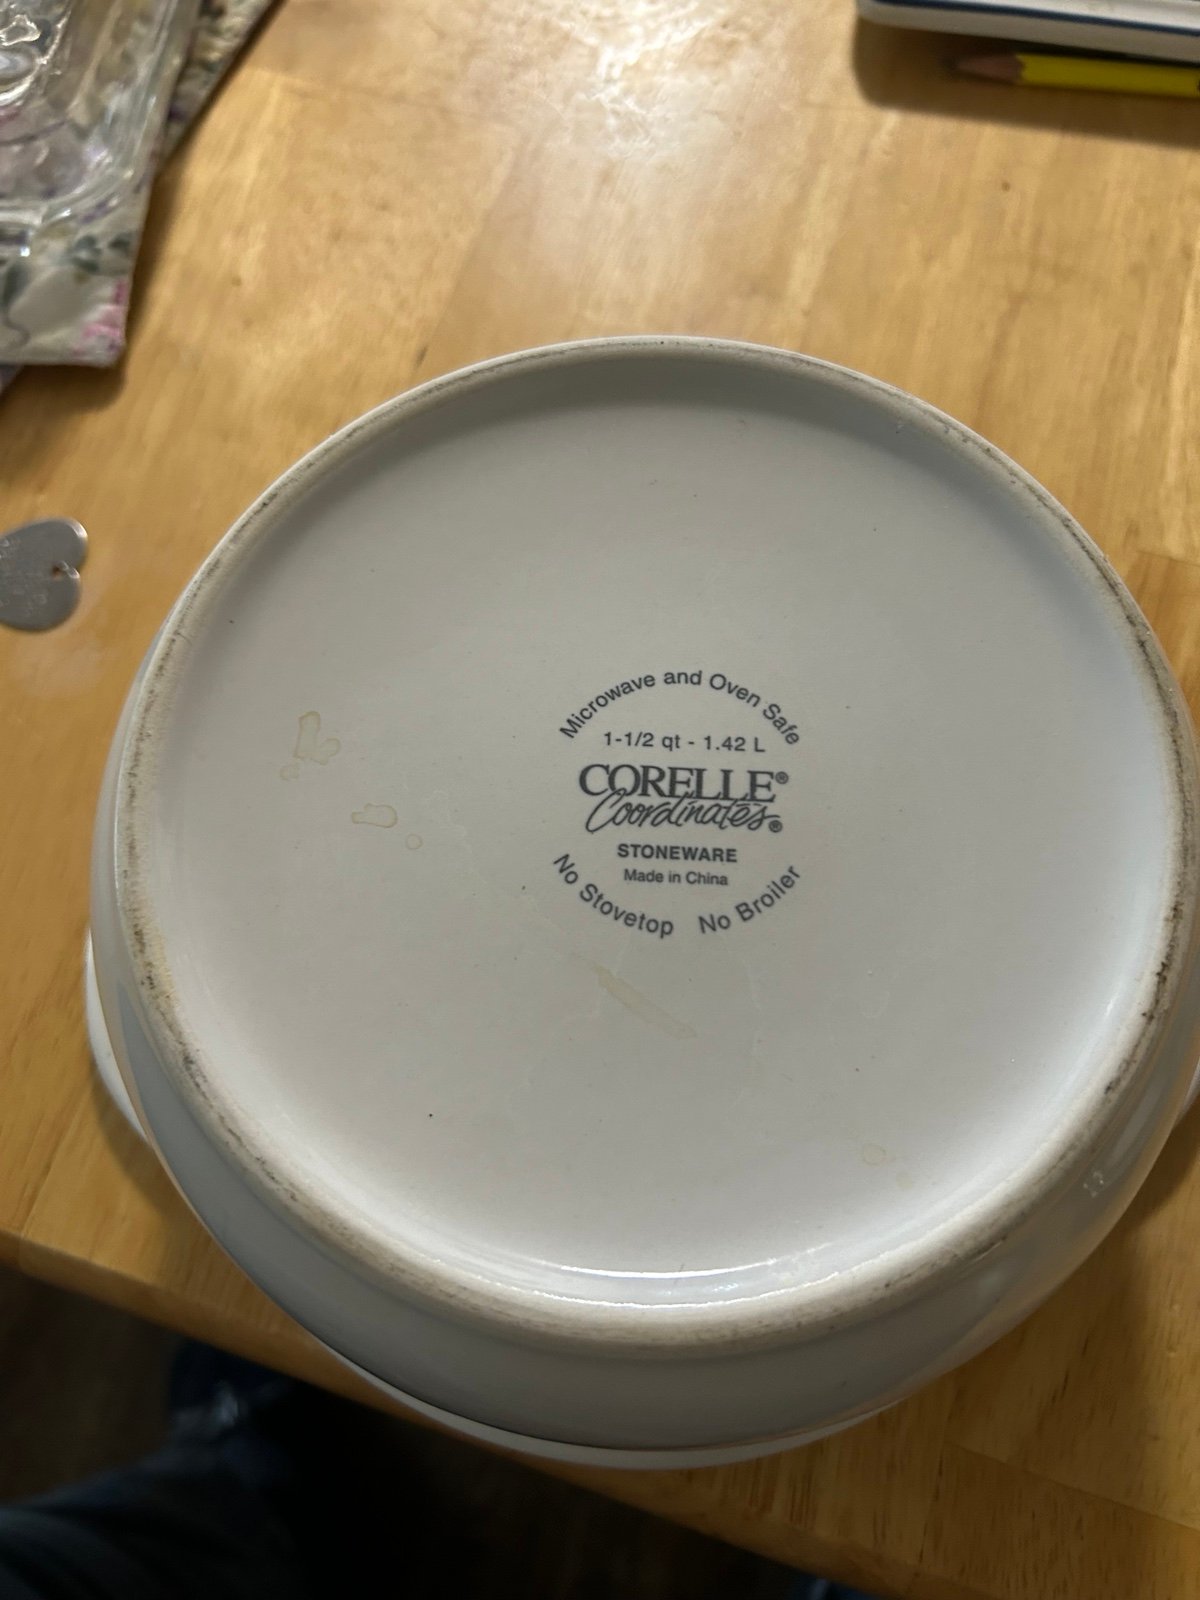 Microwave and Oven Safe
1-1/2 qt - 1.42 L
CORELLE®
Coordinates®
STONEWARE
Made in China
No Stovetop No Broiler